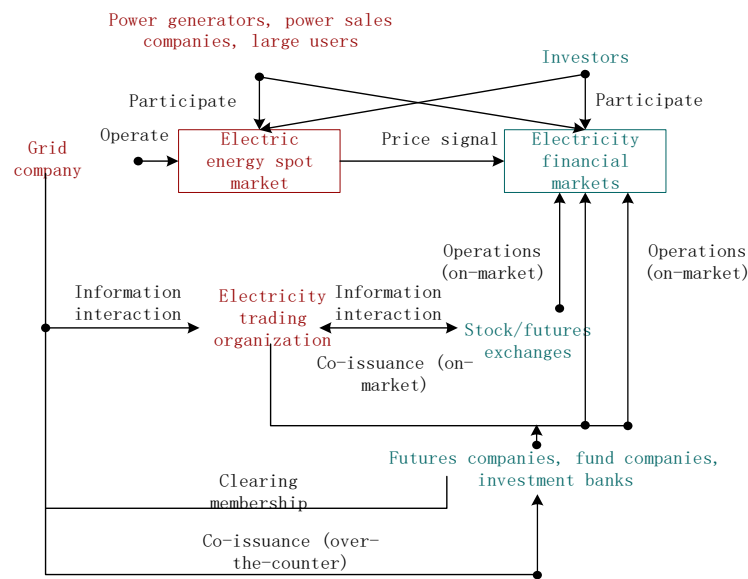 Power generators, power sales
companies, large users
Investors
Participate
Participate
Operate
Electric
energy spot
market
Price signal
Electricity
financial
markets
Grid
company
Operations
(on-market)
Operations
(on-market)
Information
interaction
Electricity
trading
organization
Information
interaction
Stock/futures
exchanges
Co-issuance (on-
market)
Futures companies, fund companies,
investment banks
Clearing
membership
Co-issuance (over-
the-counter)